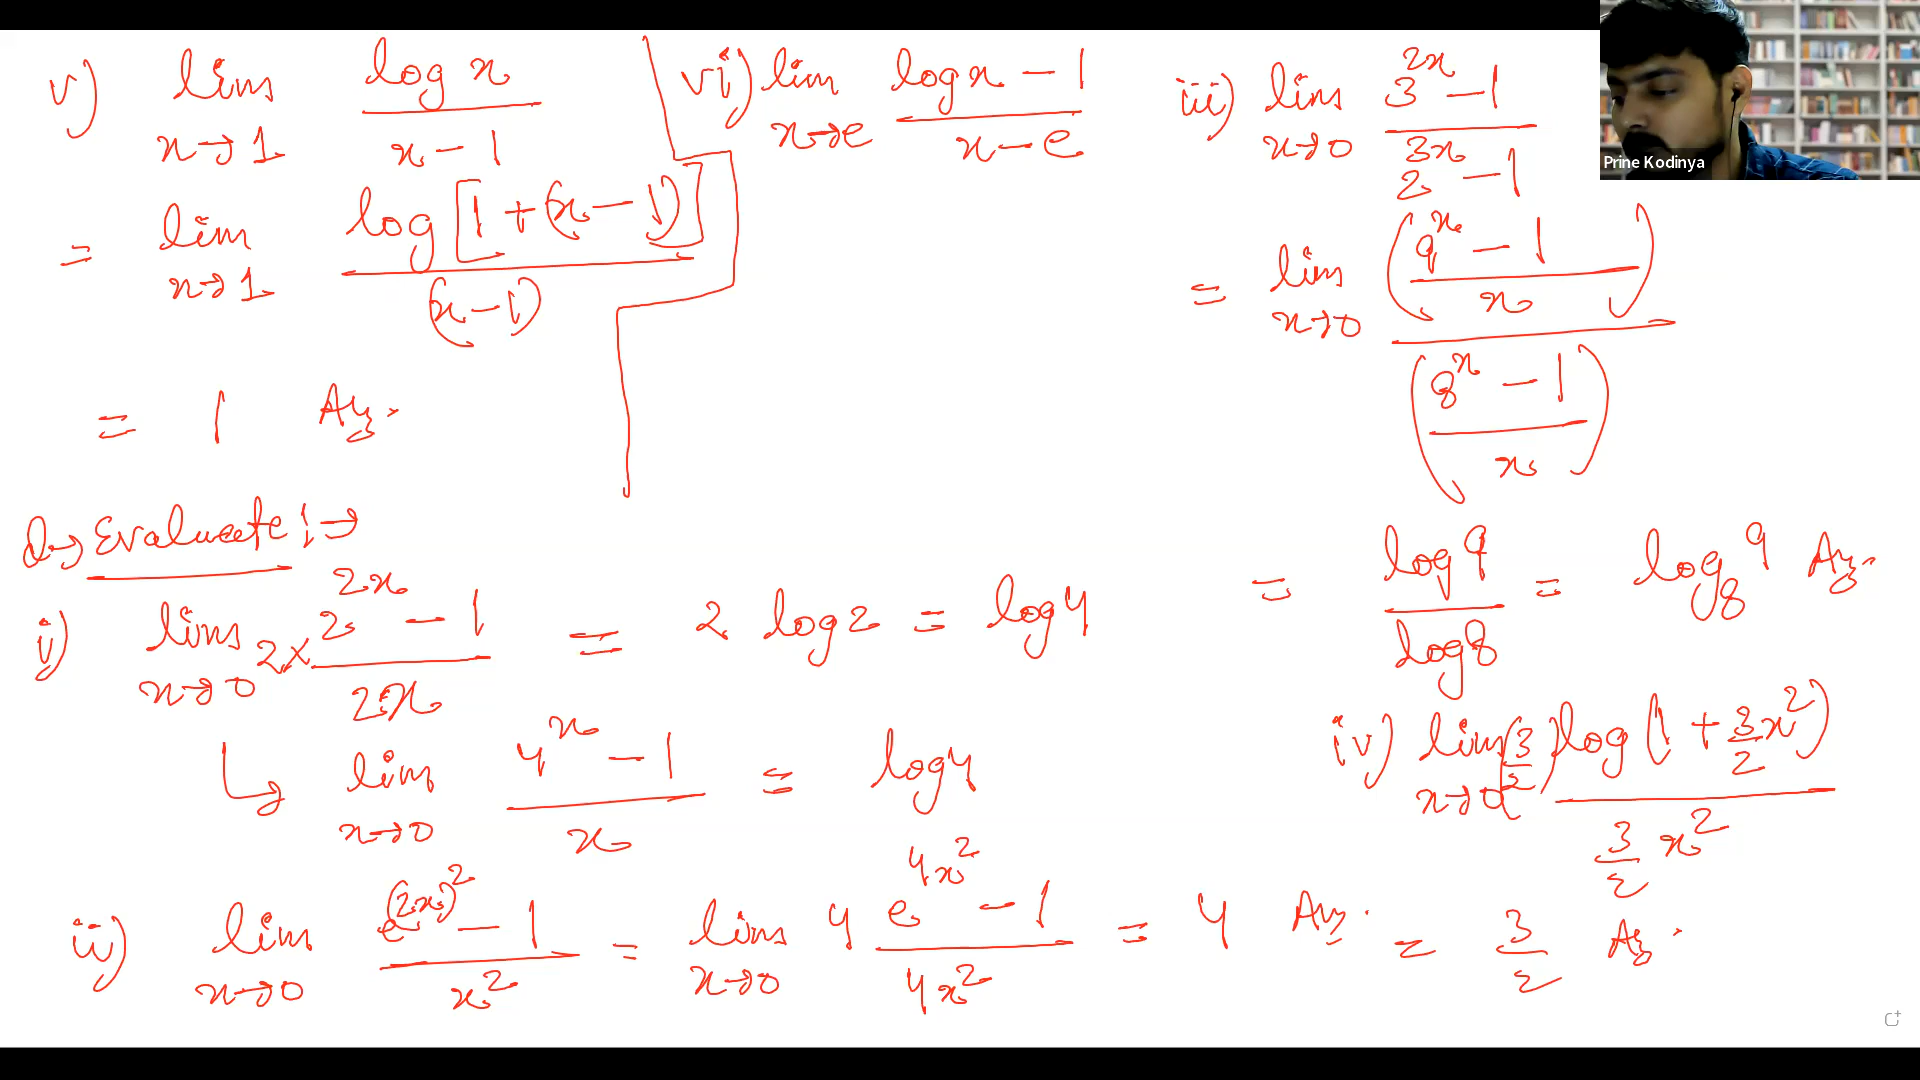 v) lim x→1 log x / x - 1
= lim x→1 log [1 + (x - 1)] / (x - 1)
= 1 Ans.
Q→ Evaluate :→
i) lim x→0 2 × 2^2x - 1 / 2x = 2 log 2 = log 4
↳ lim x→0 4^x - 1 / x = log 4
ii) lim x→0 e^(2x)^2 - 1 / x^2 = lim x→0 4 e^4x^2 - 1 / 4x^2 = 4 Ans.
vi) lim x→e log x - 1 / x - e
iii) lim x→0 3^2x - 1 / 2^3x - 1
= lim x→0 (9^x - 1 / x) / (8^x - 1 / x)
= log 9 / log 8 = log_8 9 Ans.
iv) lim x→0 (3/2) log (1 + 3/2 x^2) / 3/2 x^2
= 3/2 Ans.
Prine Kodinya